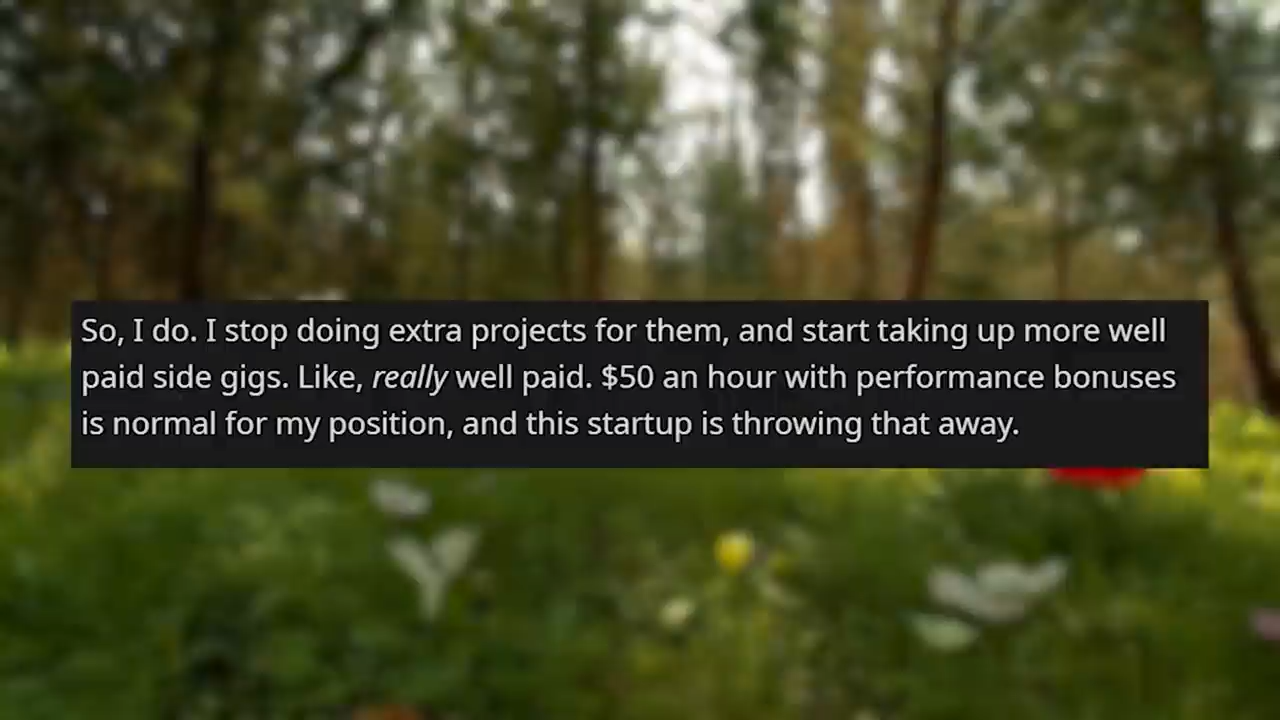 So, I do. I stop doing extra projects for them, and start taking up more well
paid side gigs. Like, really well paid. $50 an hour with performance bonuses
is normal for my position, and this startup is throwing that away.